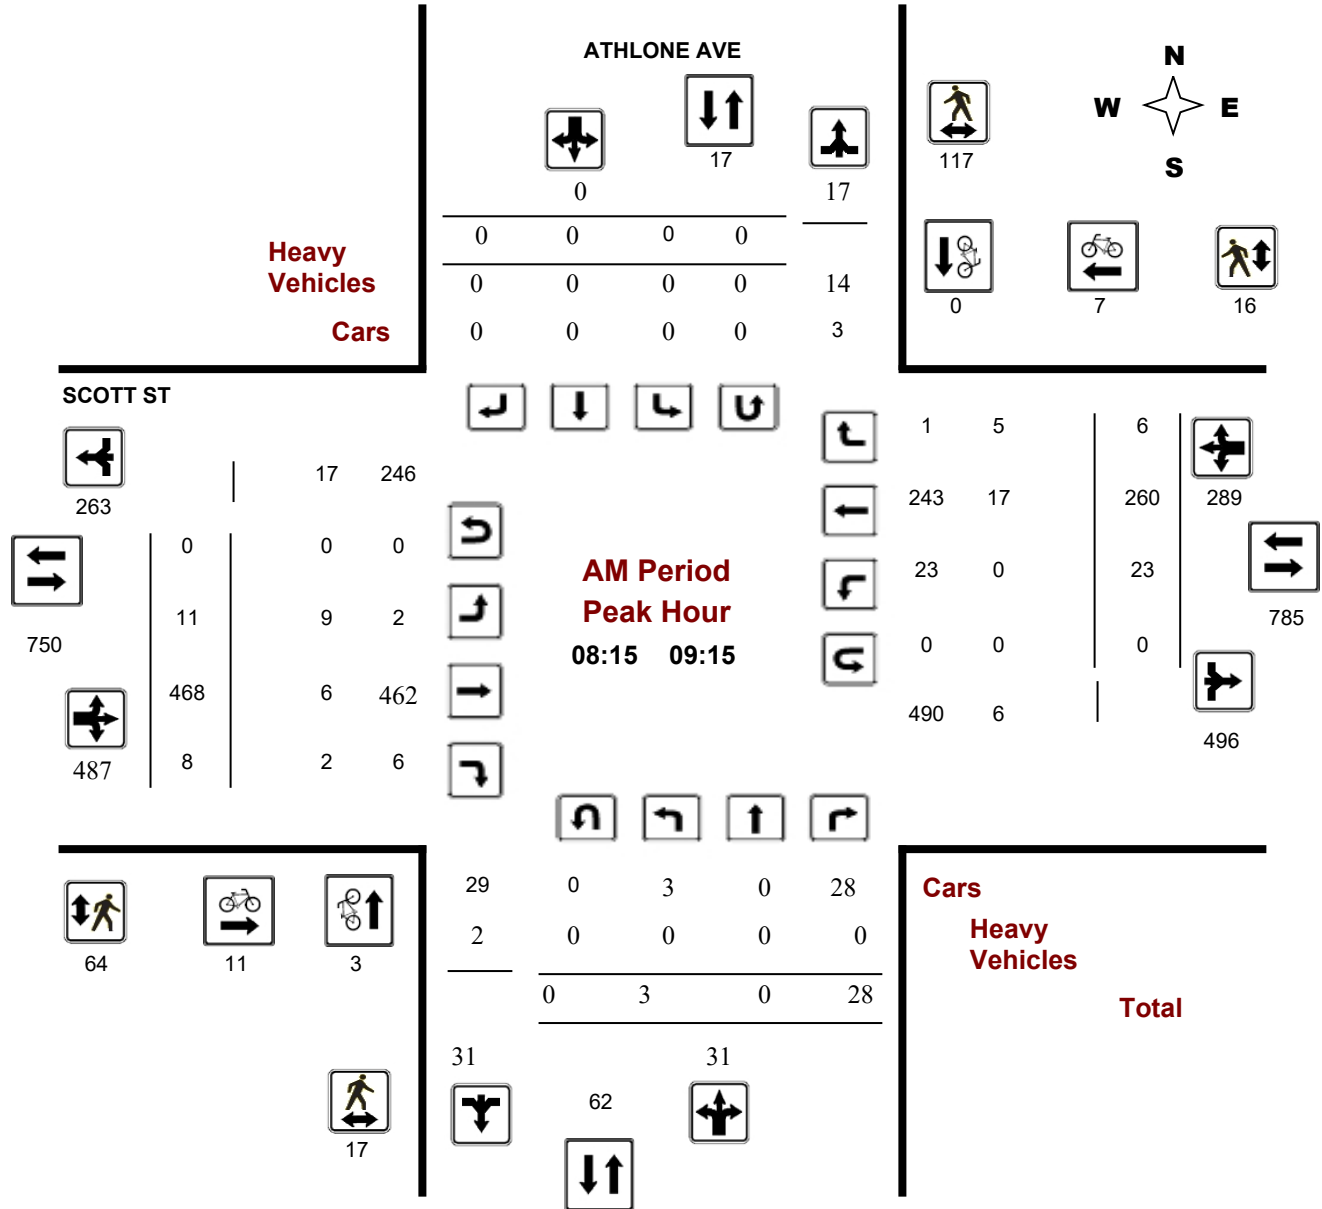 ATHLONE AVE
N
W E
S
17
117
0 17
0 0 0 0
Heavy
Vehicles
0 0 0 0 14
0 7 16
Cars
0 0 0 0 3
SCOTT ST
1 5 6
17 246
263
243 17 260 289
0 0 0
AM Period
23 0 23
Peak Hour
11 9 2
785
750
08:15 09:15
0 0 0
468 6 462
490 6
496
487 8 2 6
29 0 3 0 28
Cars
2 0 0 0 0
Heavy
Vehicles
64 11 3
0 3 0 28
Total
31 31
62
17